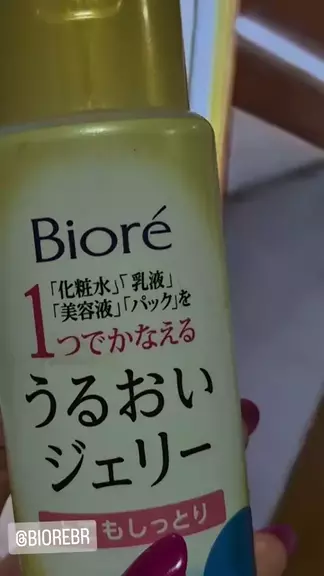 Bioré
「化粧水」「乳液」
「美容液」「パック」を
1つでかなえる
うるおい
ジェリー
もしっとり
@BIOREBR